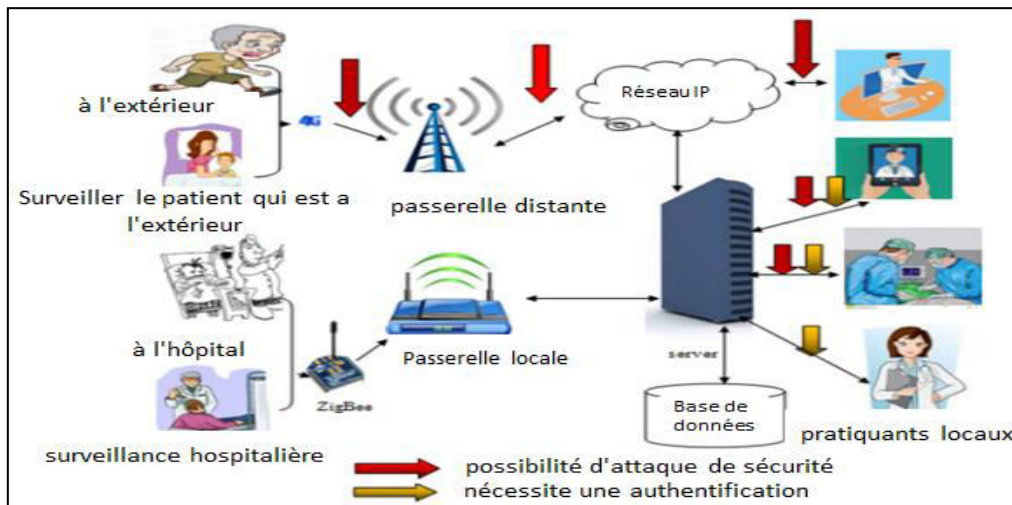 à l'extérieur
4G
Réseau IP
Surveiller le patient qui est a
l'extérieur
passerelle distante
à l'hôpital
Passerelle locale
ZigBee
server
Base de
données
surveillance hospitalière
pratiquants locaux
possibilité d'attaque de sécurité
nécessite une authentification